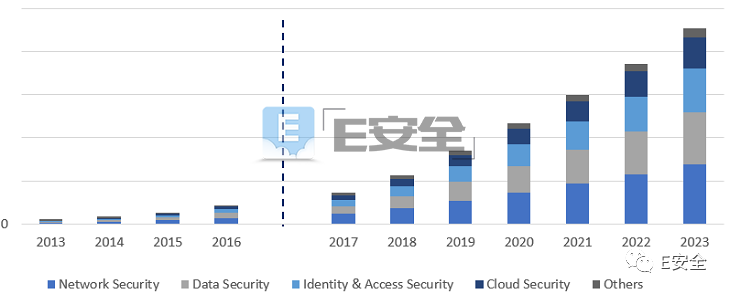 E安全
0
2013 2014 2015 2016 2017 2018 2019 2020 2021 2022 2023
Network Security Data Security Identity & Access Security Cloud Security Others
E安全